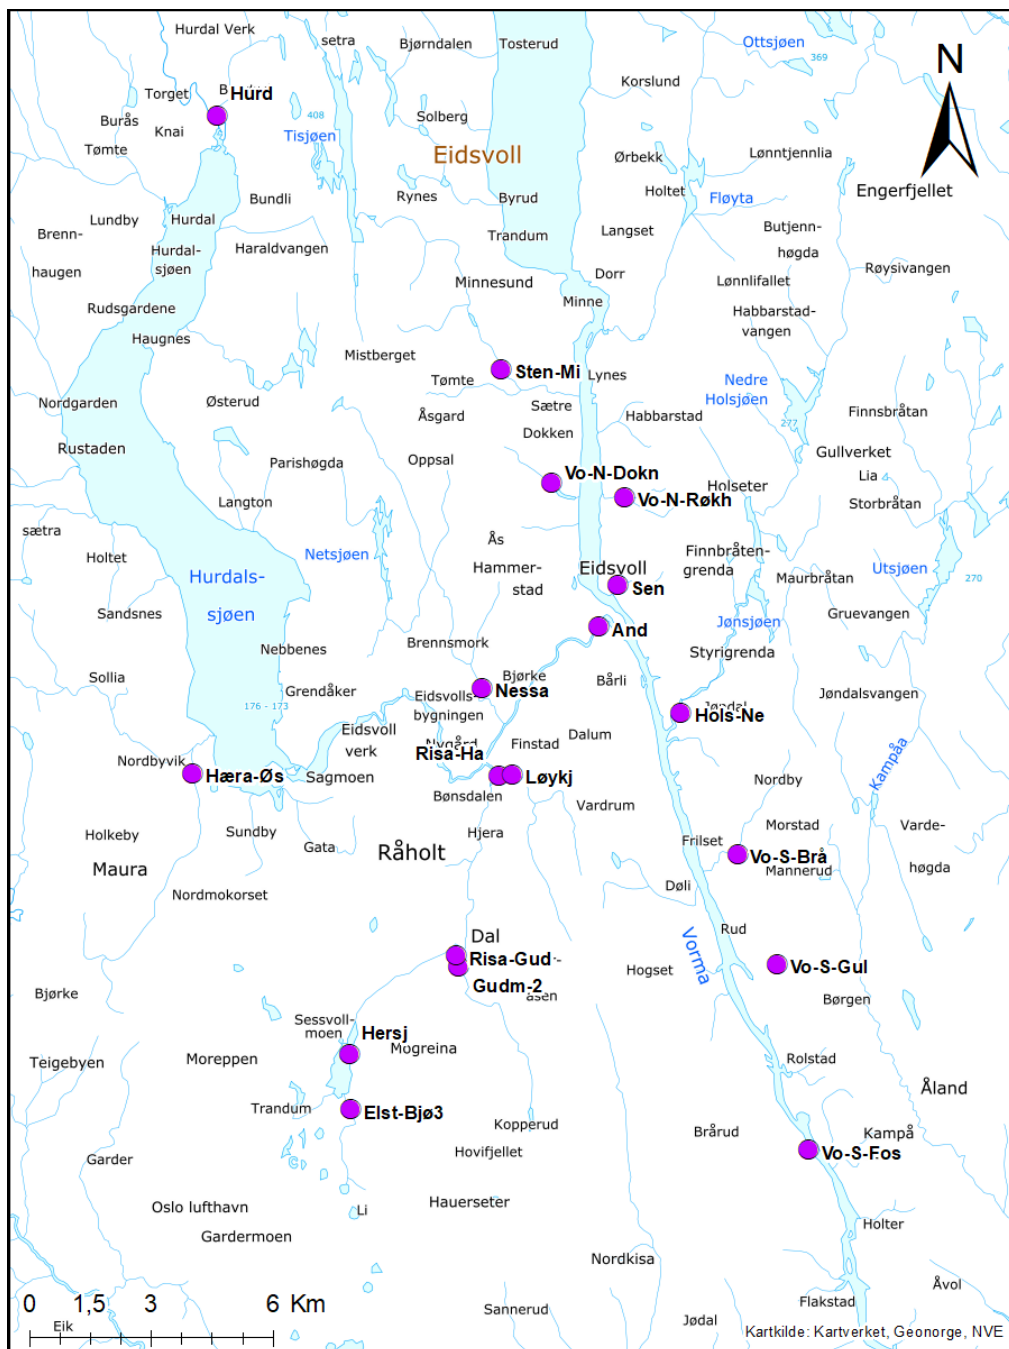 Hurdal Verk
setra
Bjørndalen
Tosterud
Ottsjøen
369
N
Korslund
Torget
Hurd
Burås
Knai
408
Tisjøen
Solberg
Tømte
Eidsvoll
Ørbekk
Lønntjennlia
Holtet
Engerfjellet
Bundli
Rynes
Byrud
Fløyta
Lundby
Hurdal
Brenn-
haugen
Hurdal-
sjøen
Haraldvangen
Trandum
Langset
Butjenn-
høgda
Røysivangen
Minnesund
Dorr
Lønnlifallet
Minne
Rudsgardene
Habbarstad-
vangen
Haugnes
Mistberget
Sten-Mi
Lynes
Tømte
Nedre
Holsjøen
277
Nordgarden
Østerud
Åsgard
Sætre
Habbarstad
Finnsbråtan
Dokken
Rustaden
Parishøgda
Oppsal
Gullverket
Vo-N-Dokn
Lia
Holseter
Langton
Vo-N-Røkh
Storbråtan
sætra
Netsjøen
Ås
Holtet
Hammer-
stad
Eidsvoll
Finnbråten-
grenda
Maurbråtan
Utsjøen
270
Hurdals-
sjøen
Sen
Sandsnes
Gruevangen
Jønsjøen
And
Brennsmork
Nebbenes
Styrigrenda
Sollia
Bjørke
Bårli
Grendåker
Nessa
Jøndalsvangen
Eidsvolls-
bygningen
176 - 173
Jøndal
Hols-Ne
Eidsvoll
verk
Nygård
Finstad
Dalum
Risa-Ha
Nordbyvik
Hæra-Øs
Sagmoen
Løykj
Nordby
Kampåa
Bønsdalen
Vardrum
Holkeby
Sundby
Hjera
Morstad
Varde-
høgda
Gata
Råholt
Frilset
Maura
Vo-S-Brå
Mannerud
Nordmokorset
Døli
Dal
Rud
Vorma
Risa-Gud
Hogset
Vo-S-Gul
Gudm-2
åsen
Bjørke
Børgen
Sessvoll-
moen
Hersj
Mogreina
Teigebyen
Moreppen
Rolstad
Åland
Trandum
Elst-Bjø3
Kopperud
Brårud
Kampå
Garder
Hovifjellet
Vo-S-Fos
Oslo lufthavn
Hauerseter
Li
Holter
Gardermoen
Nordkisa
Åvol
0 1,5 3 6 Km
Eik
Sannerud
Jødal
Flakstad
Kartkilde: Kartverket, Geonorge, NVE